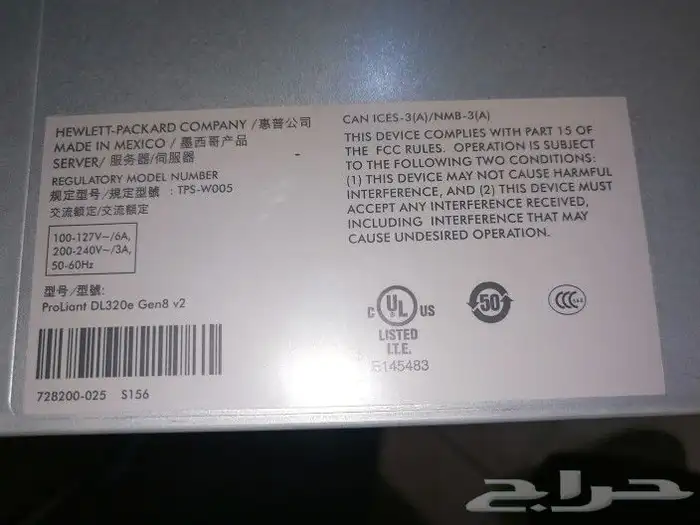 HEWLETT-PACKARD COMPANY /惠普公司
MADE IN MEXICO / 墨西哥产品
SERVER/ 服务器/伺服器
REGULATORY MODEL NUMBER
规定型号/規定型號 : TPS-W005
交流额定/交流額定
100-127V~/6A,
200-240V~/3A,
50-60Hz
型号/型號:
ProLiant DL320e Gen8 v2
728200-025 S156
CAN ICES-3(A)/NMB-3(A)
THIS DEVICE COMPLIES WITH PART 15 OF
THE FCC RULES. OPERATION IS SUBJECT
TO THE FOLLOWING TWO CONDITIONS:
(1) THIS DEVICE MAY NOT CAUSE HARMFUL
INTERFERENCE, AND (2) THIS DEVICE MUST
ACCEPT ANY INTERFERENCE RECEIVED,
INCLUDING INTERFERENCE THAT MAY
CAUSE UNDESIRED OPERATION.
C UL US
LISTED
I.T.E.
E145483
50
CCC
حراج